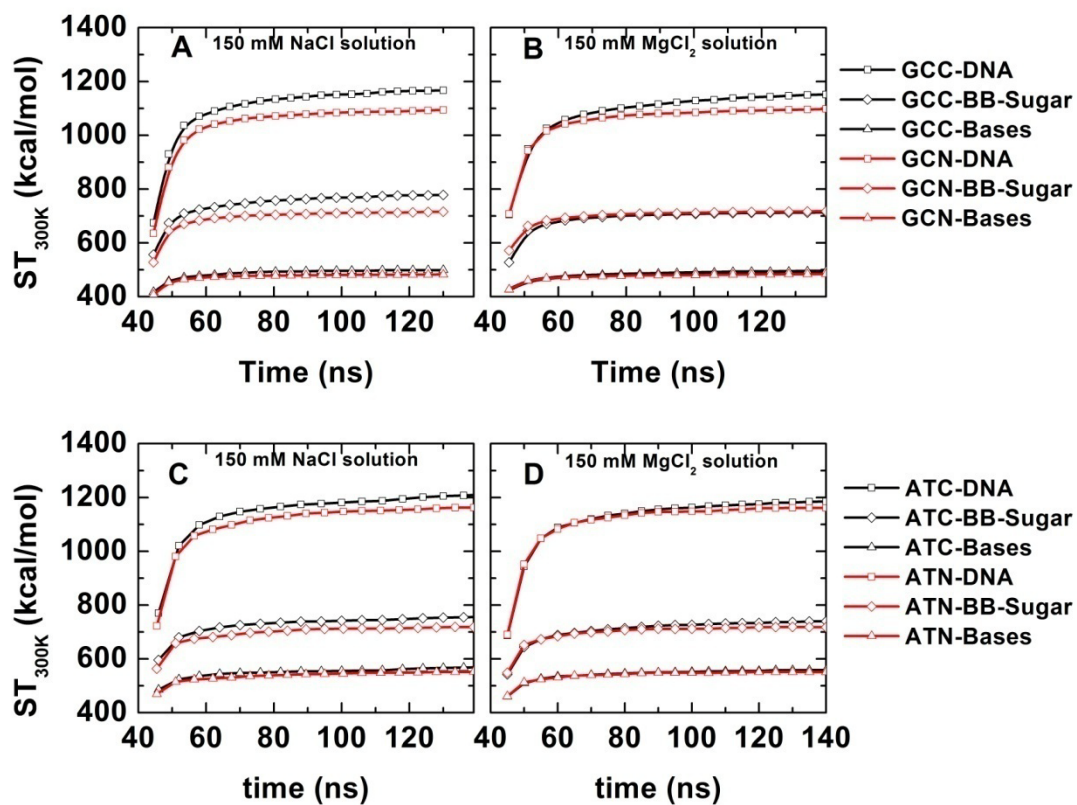 1400
A 150 mM NaCl solution
B 150 mM MgCl₂ solution
1200
1000
800
600
400
ST300K (kcal/mol)
40 60 80 100 120
40 60 80 100 120
Time (ns)
Time (ns)
GCC-DNA
GCC-BB-Sugar
GCC-Bases
GCN-DNA
GCN-BB-Sugar
GCN-Bases
1400
C 150 mM NaCl solution
D 150 mM MgCl₂ solution
1200
1000
800
600
400
ST300K (kcal/mol)
40 60 80 100 120
40 60 80 100 120 140
time (ns)
time (ns)
ATC-DNA
ATC-BB-Sugar
ATC-Bases
ATN-DNA
ATN-BB-Sugar
ATN-Bases